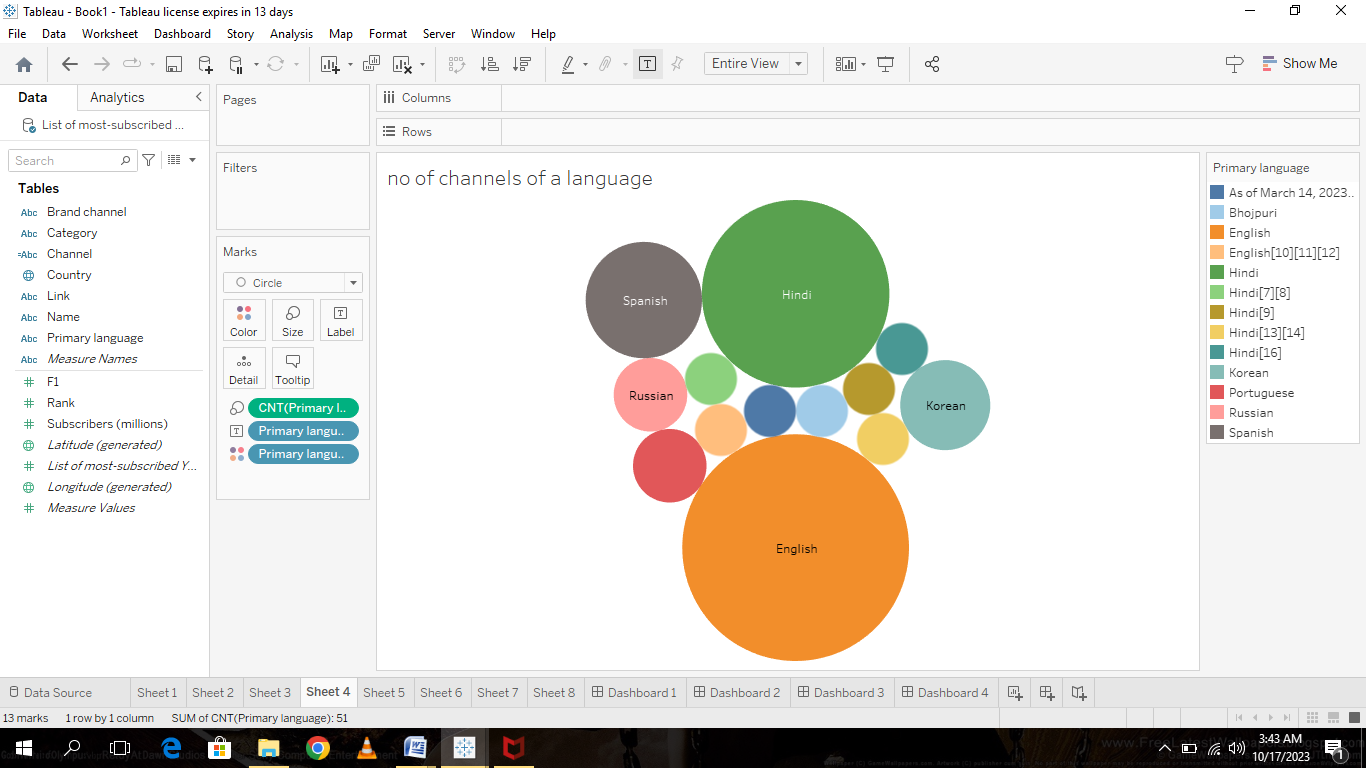 Tableau - Book1 - Tableau license expires in 13 days
File Data Worksheet Dashboard Story Analysis Map Format Server Window Help
Entire View
Show Me
Data Analytics
List of most-subscribed ...
Search
Tables
Abc Brand channel
Abc Category
=Abc Channel
Country
Abc Link
Abc Name
Abc Primary language
Abc Measure Names
# F1
# Rank
# Subscribers (millions)
Latitude (generated)
# List of most-subscribed Y...
Longitude (generated)
# Measure Values
Pages
Filters
Marks
Circle
Color Size Label
Detail Tooltip
CNT(Primary l..
Primary langu..
Primary langu..
Columns
Rows
no of channels of a language
Spanish
Hindi
Russian
Korean
English
Primary language
As of March 14, 2023..
Bhojpuri
English
English[10][11][12]
Hindi
Hindi[7][8]
Hindi[9]
Hindi[13][14]
Hindi[16]
Korean
Portuguese
Russian
Spanish
Data Source Sheet 1 Sheet 2 Sheet 3 Sheet 4 Sheet 5 Sheet 6 Sheet 7 Sheet 8 Dashboard 1 Dashboard 2 Dashboard 3 Dashboard 4
13 marks 1 row by 1 column SUM of CNT(Primary language): 51
3:43 AM
10/17/2023
1